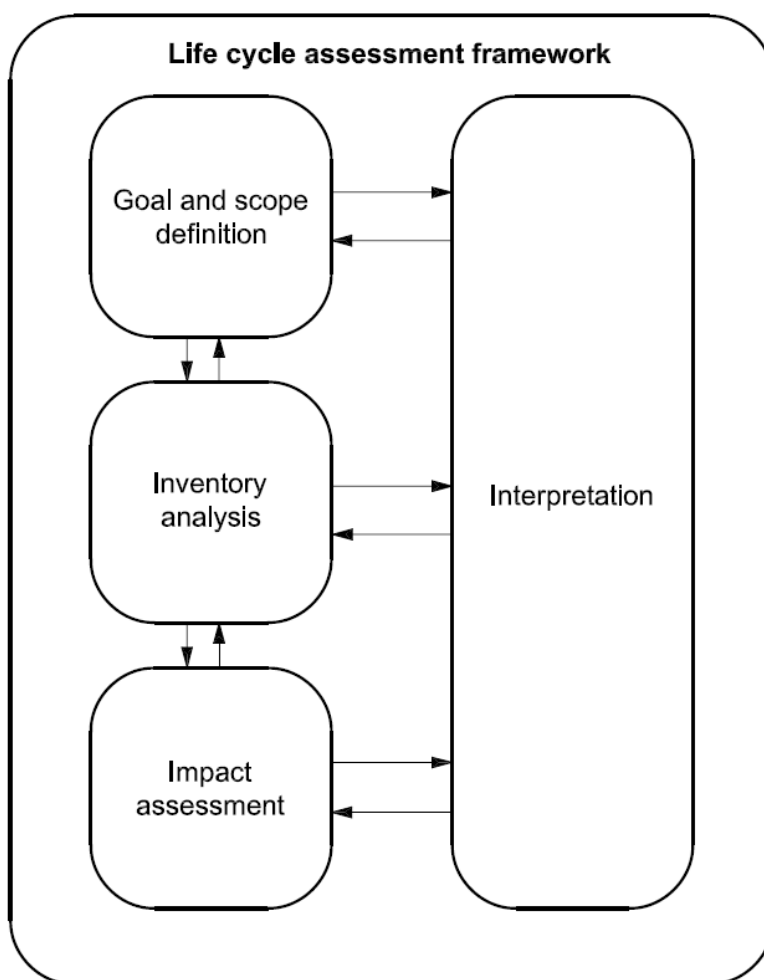 Life cycle assessment framework
Goal and scope
definition
Inventory
analysis
Interpretation
Impact
assessment